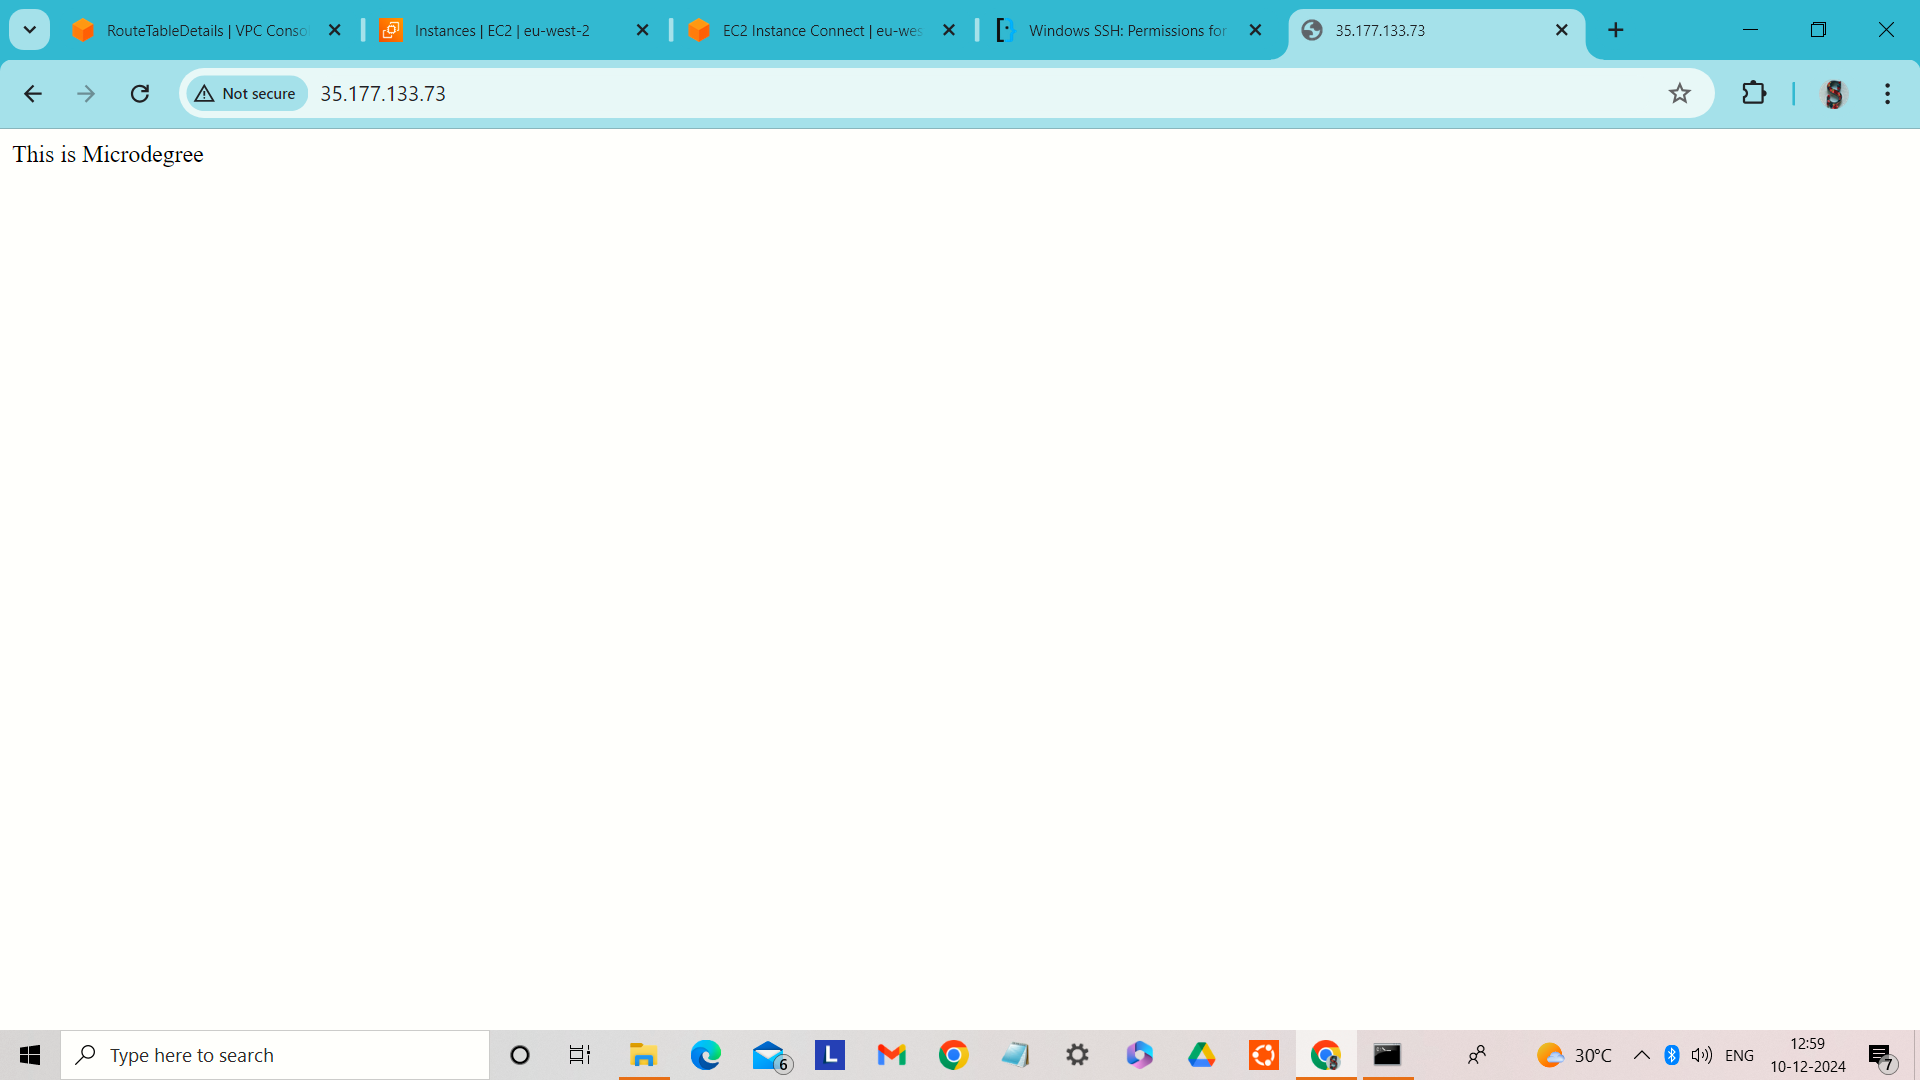 RouteTableDetails | VPC Conso
Instances | EC2 | eu-west-2
EC2 Instance Connect | eu-wes
Windows SSH: Permissions for
35.177.133.73
Not secure
35.177.133.73
This is Microdegree
Type here to search
6
L
30°C
ENG
12:59
10-12-2024
7